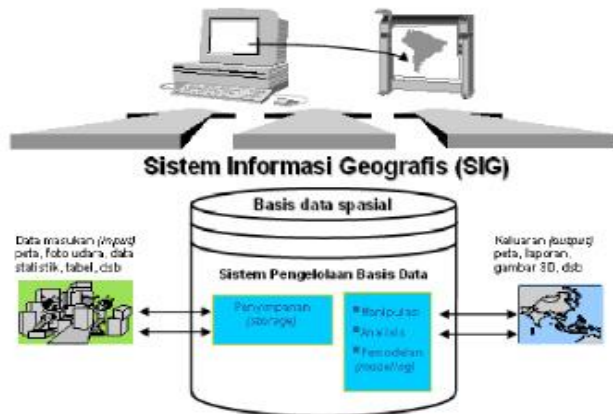 Sistem Informasi Geografis (SIG)
Basis data spasial
Data masukan (input)
peta, foto udara, data
statistik, tabel, dsb
Sistem Pengelolaan Basis Data
Penyimpanan
(storage)
Manipulasi
Analisis
Pemodelan
(modelling)
Keluaran (output)
peta, laporan,
gambar 3D, dsb